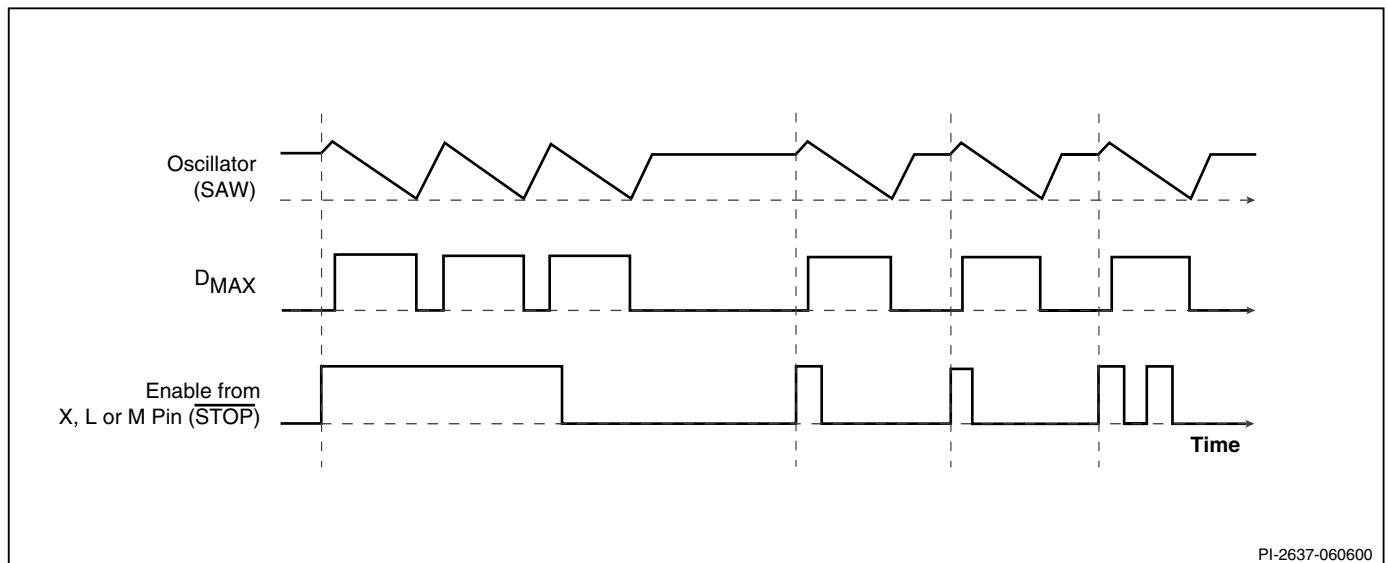 Oscillator
(SAW)
DMAX
Enable from
X, L or M Pin (STOP)
Time
PI-2637-060600